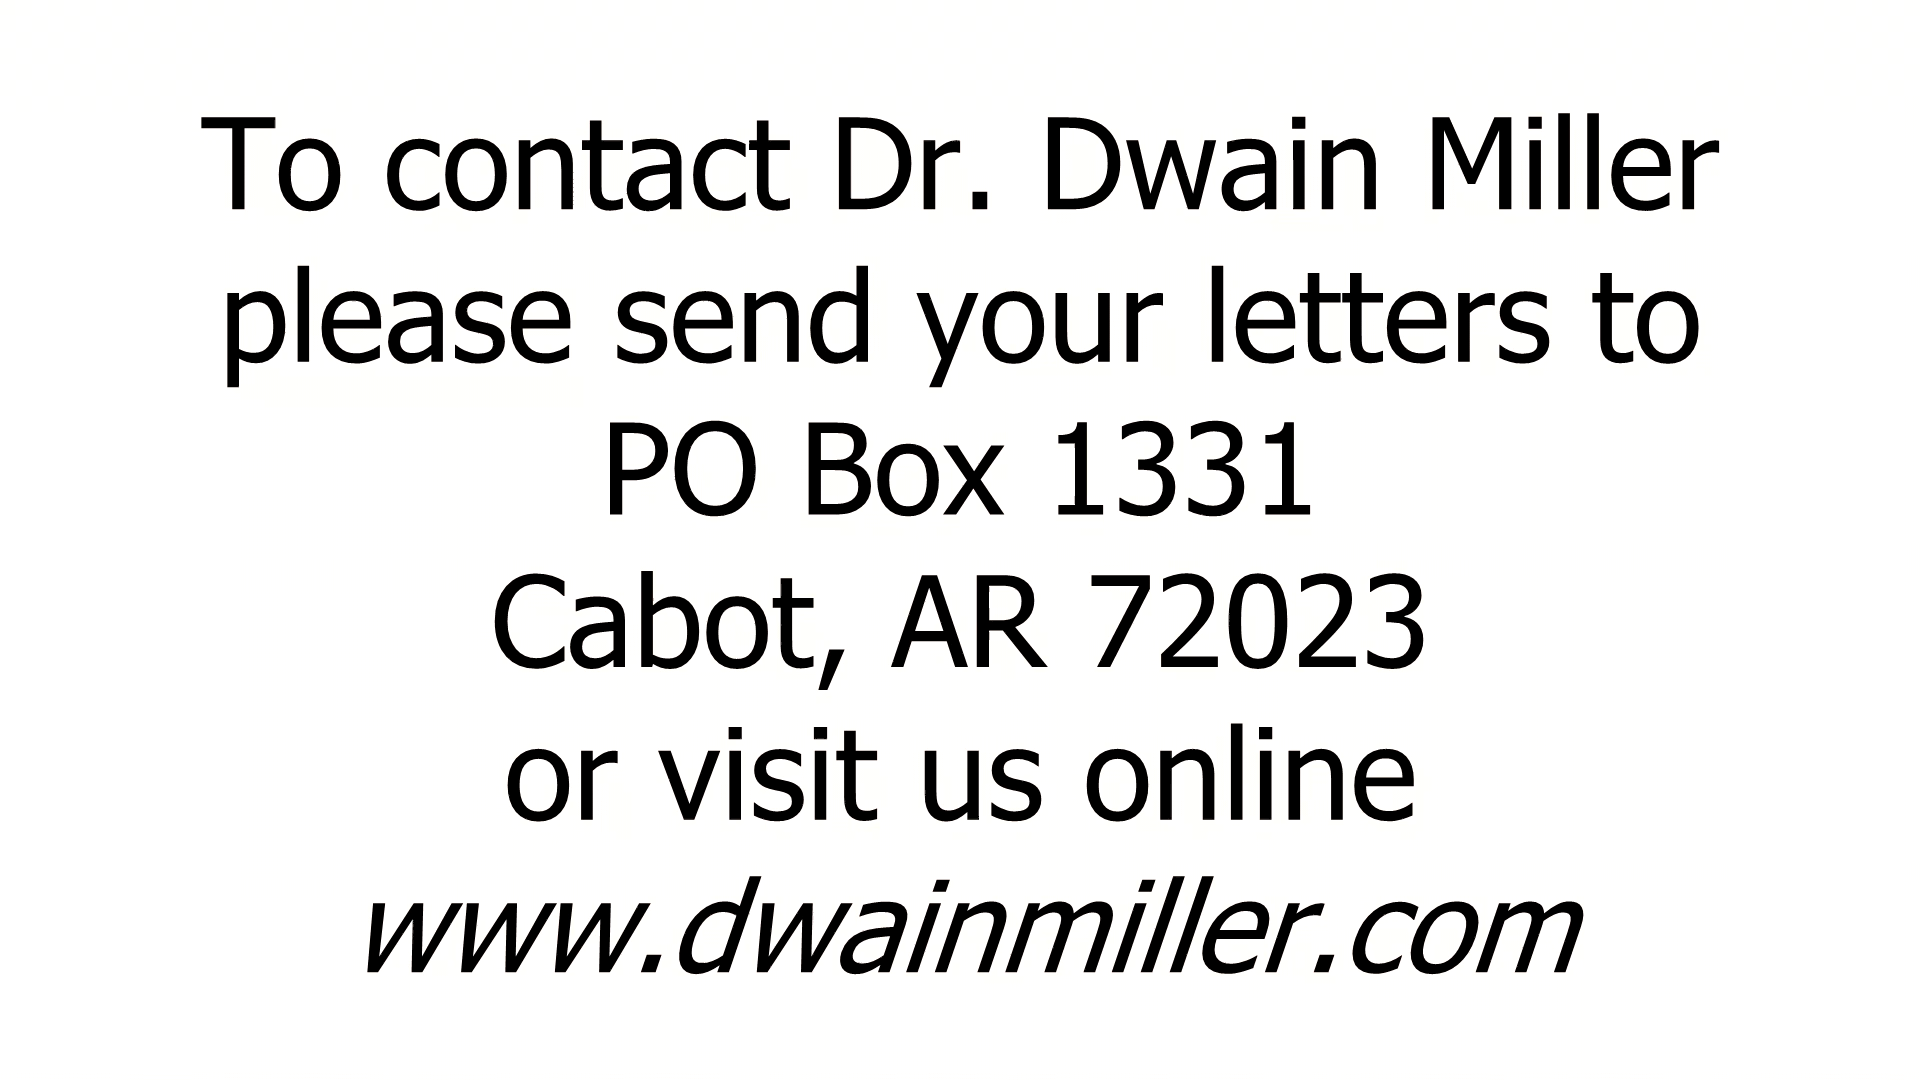 To contact Dr. Dwain Miller
please send your letters to
PO Box 1331
Cabot, AR 72023
or visit us online
www.dwainmiller.com